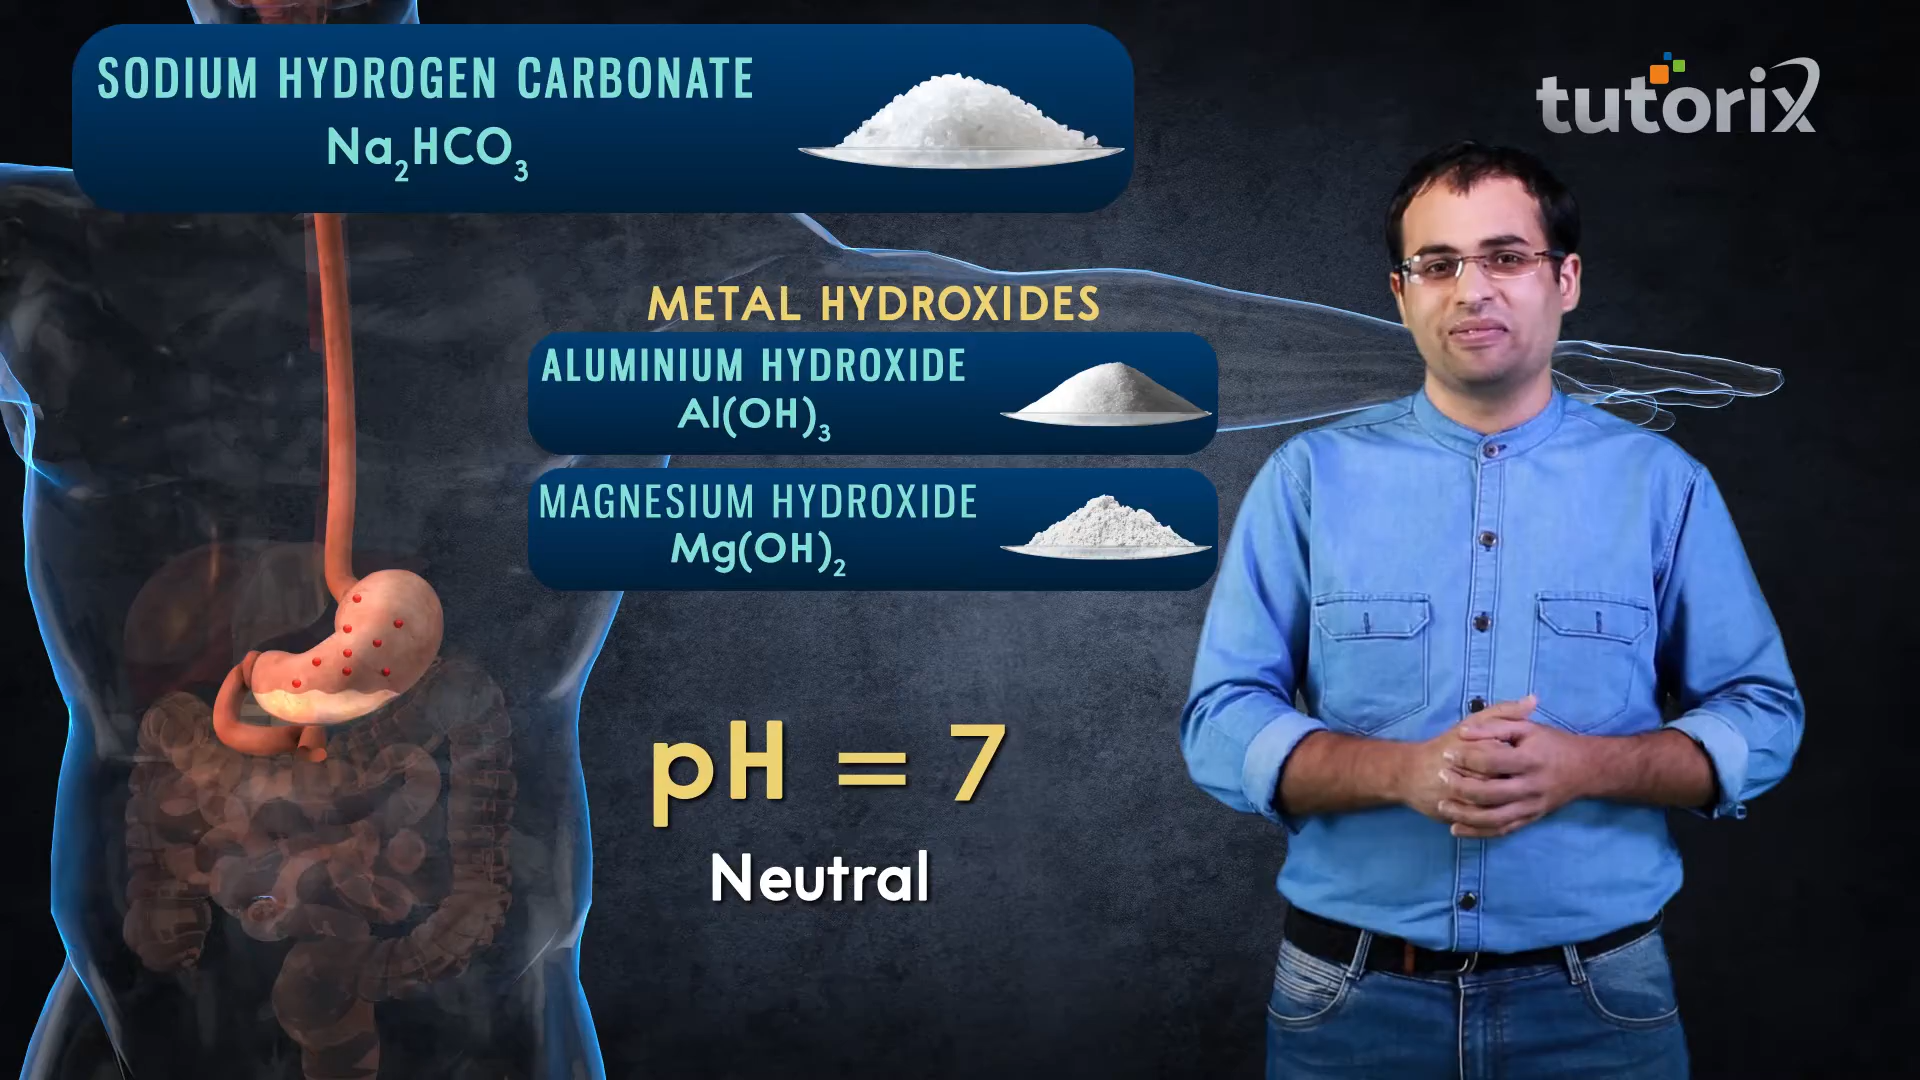 SODIUM HYDROGEN CARBONATE
Na₂HCO₃
tutorix
METAL HYDROXIDES
ALUMINIUM HYDROXIDE
Al(OH)₃
MAGNESIUM HYDROXIDE
Mg(OH)₂
pH = 7
Neutral